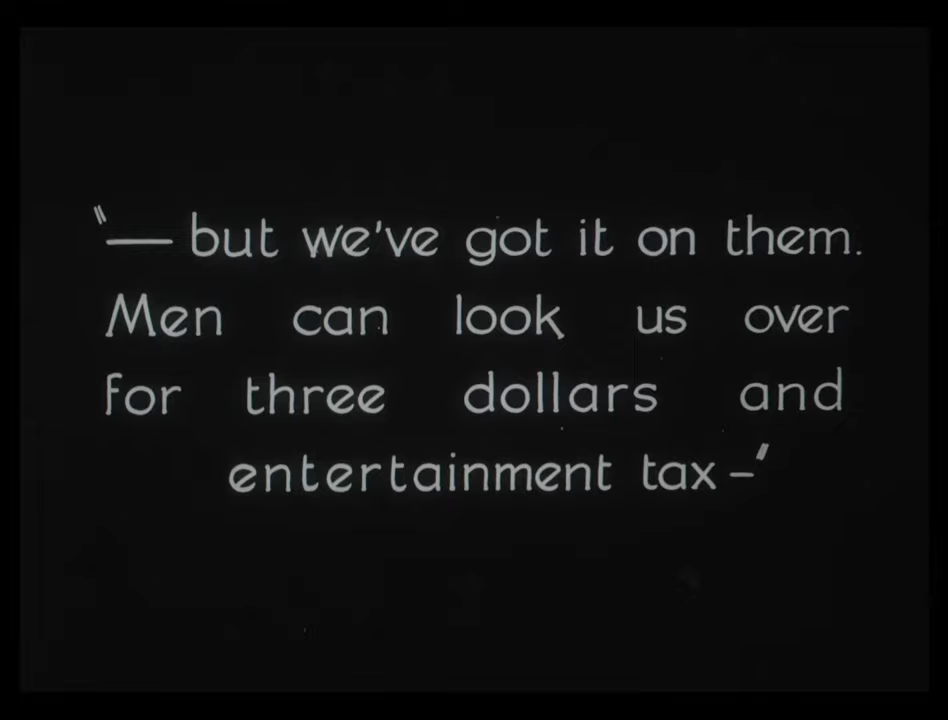 "— but we've got it on them.
Men can look us over
for three dollars and
entertainment tax –"